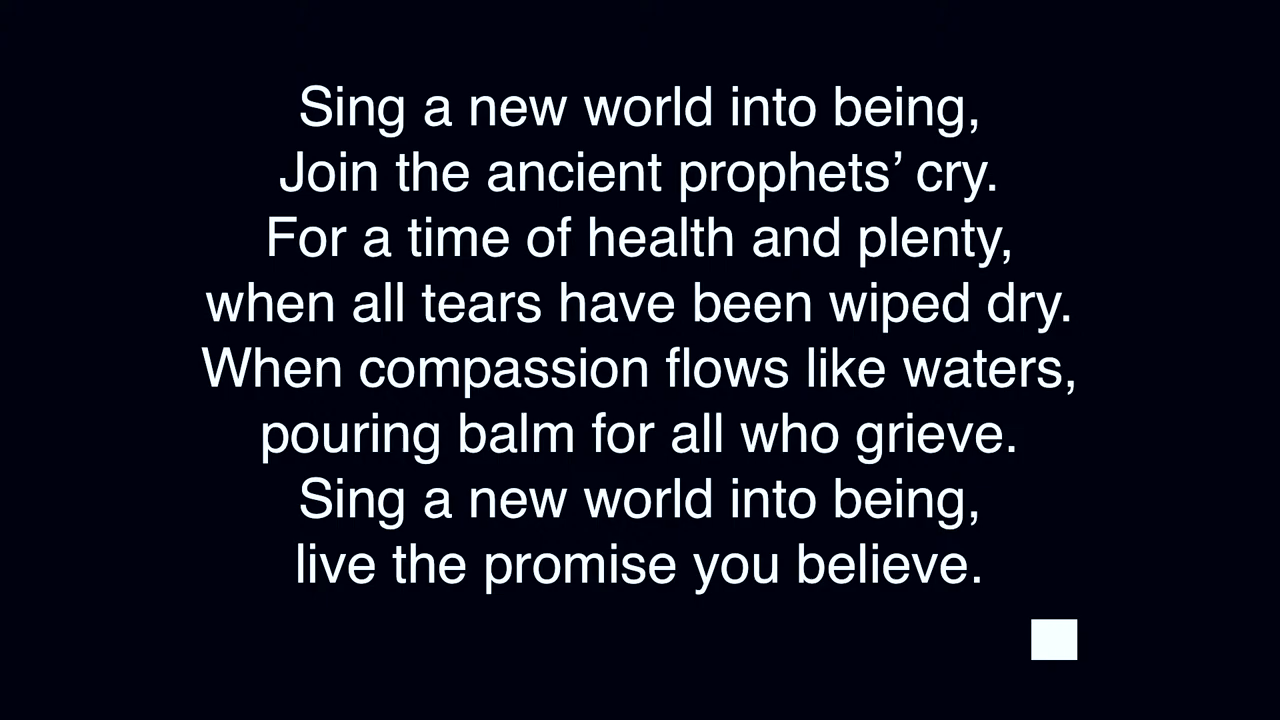 Sing a new world into being,
Join the ancient prophets’ cry.
For a time of health and plenty,
when all tears have been wiped dry.
When compassion flows like waters,
pouring balm for all who grieve.
Sing a new world into being,
live the promise you believe.